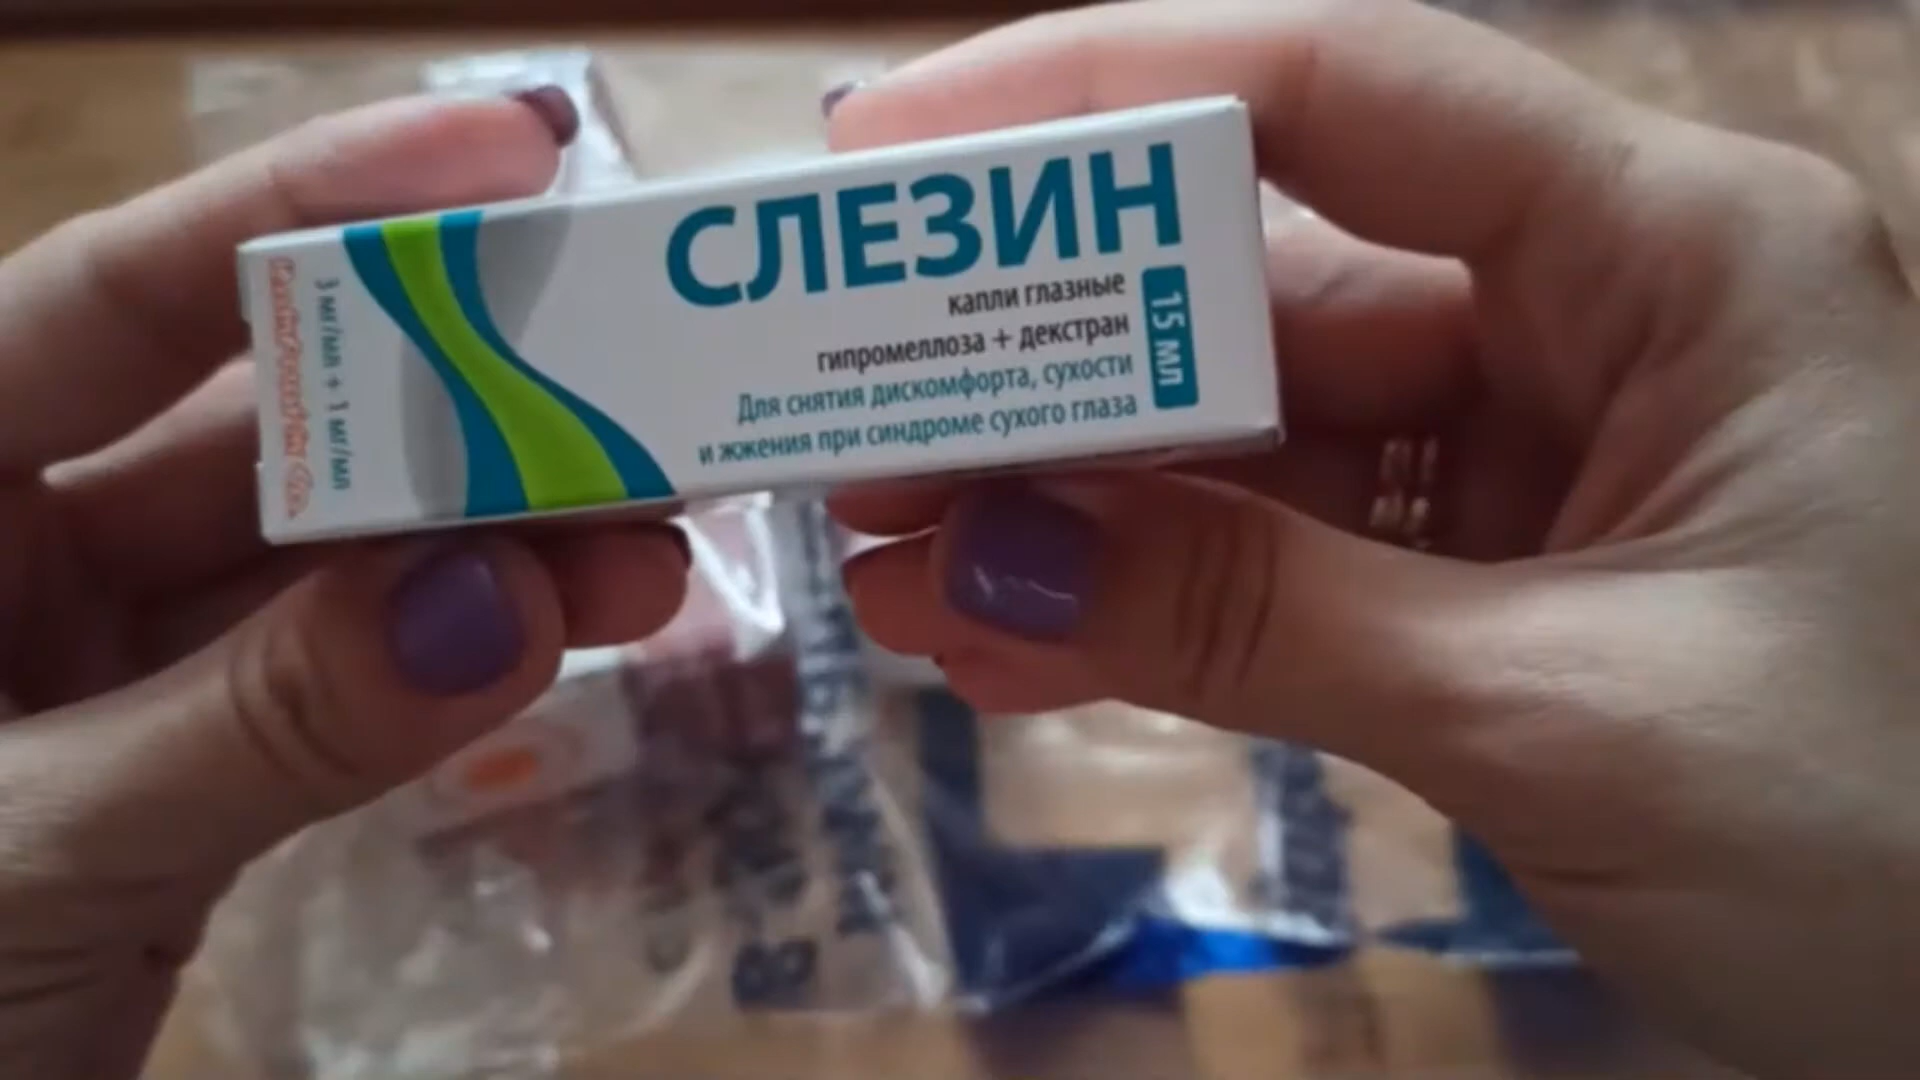 СЛЕЗИН
капли глазные
гипромеллоза + декстран
Для снятия дискомфорта, сухости
и жжения при синдроме сухого глаза
15 мл
3 мг/мл + 1 мг/мл